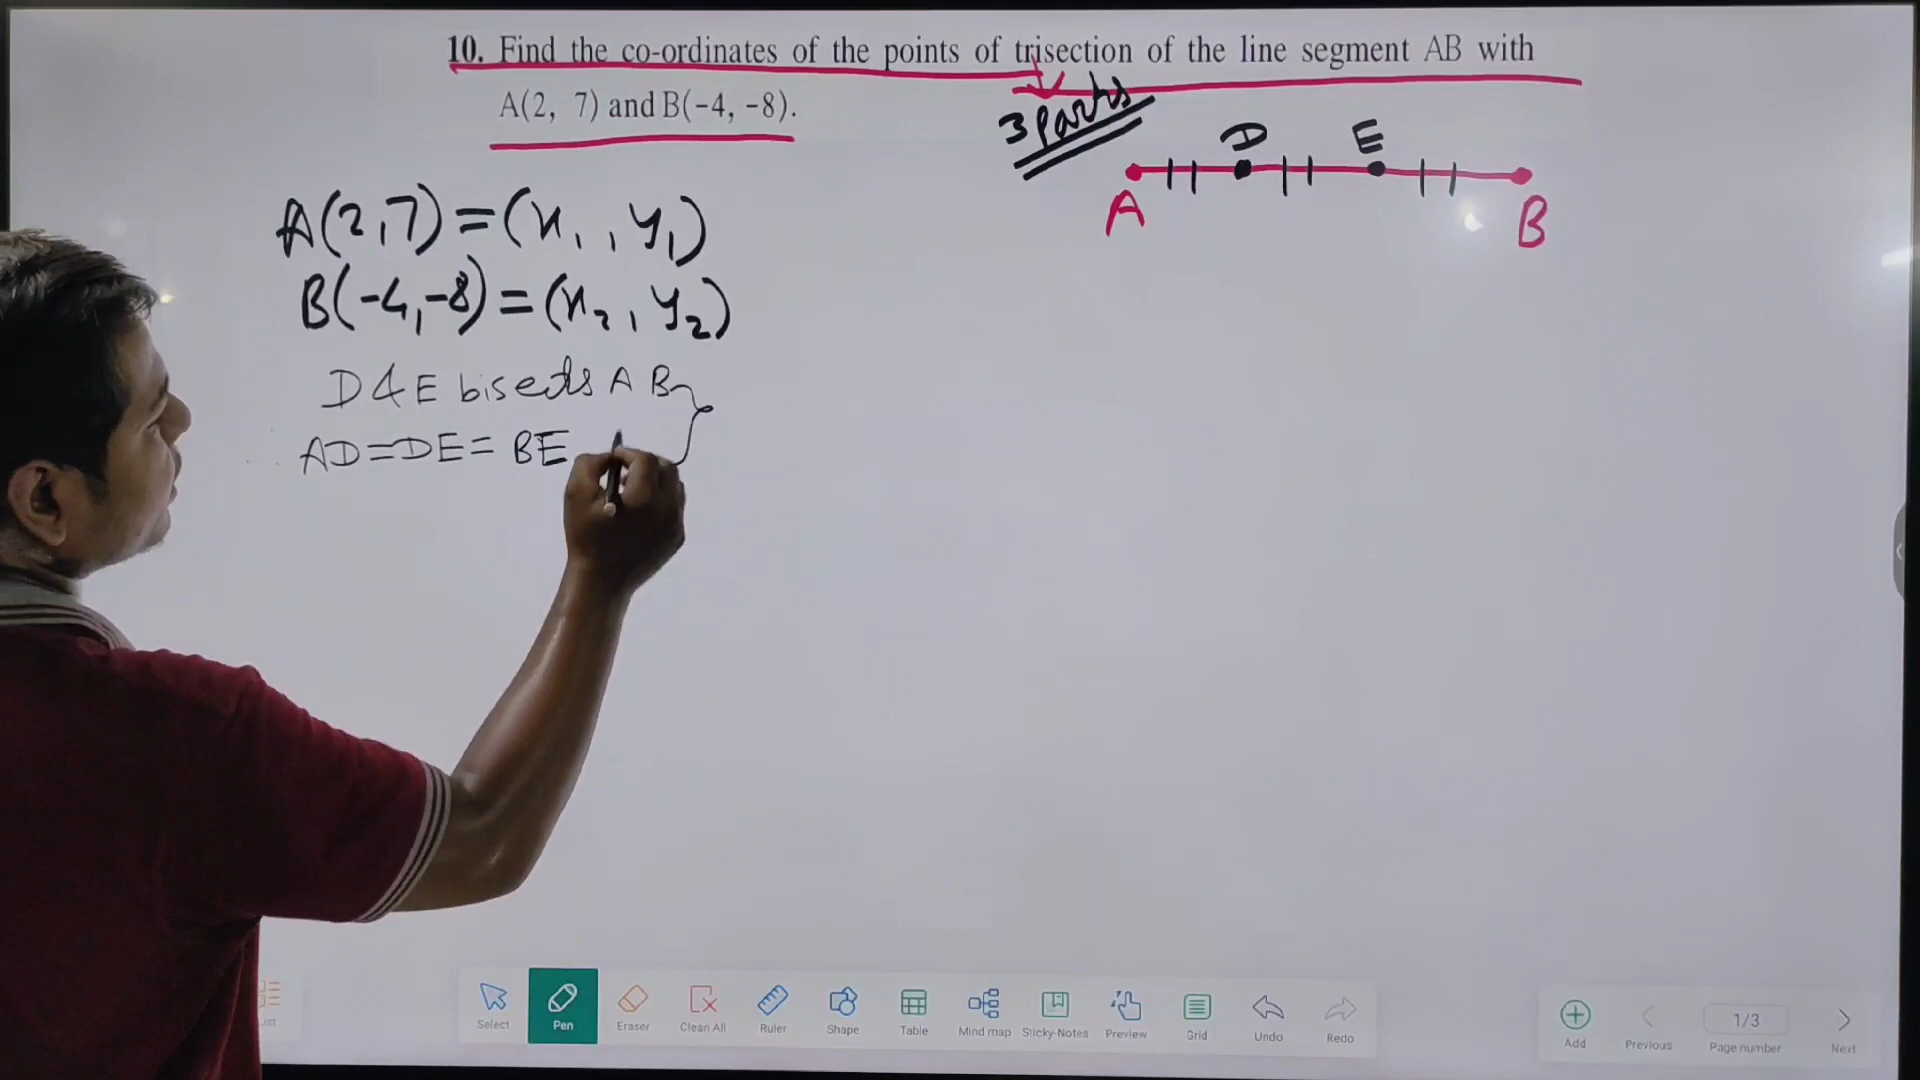 10. Find the co-ordinates of the points of trisection of the line segment AB with
A(2, 7) and B(-4, -8).
3 parts
D E
A B
A(2,7)=(x₁, y₁)
B(-4,-8)=(x₂, y₂)
D & E bisects AB
AD=DE=BE
Select Pen Eraser Clean All Ruler Shape Table Mind map Sticky-Notes Preview Grid Undo Redo
Add Previous 1/3 Page number Next